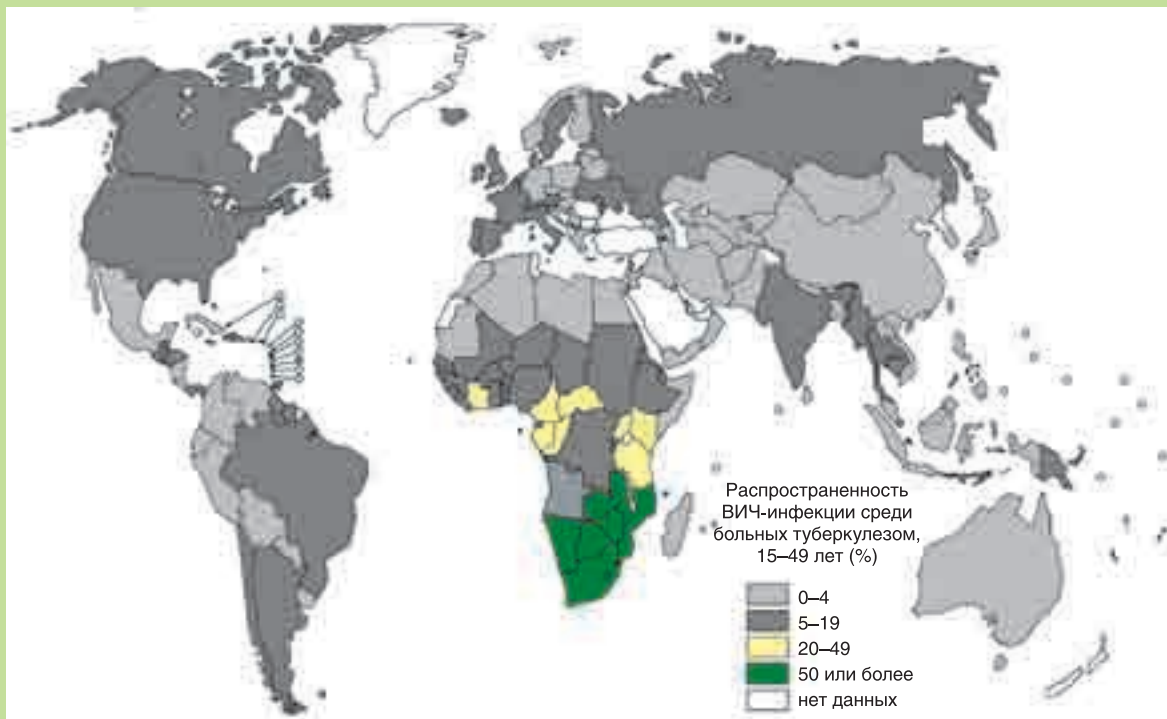 Распространенность
ВИЧ-инфекции среди
больных туберкулезом,
15–49 лет (%)
0–4
5–19
20–49
50 или более
нет данных